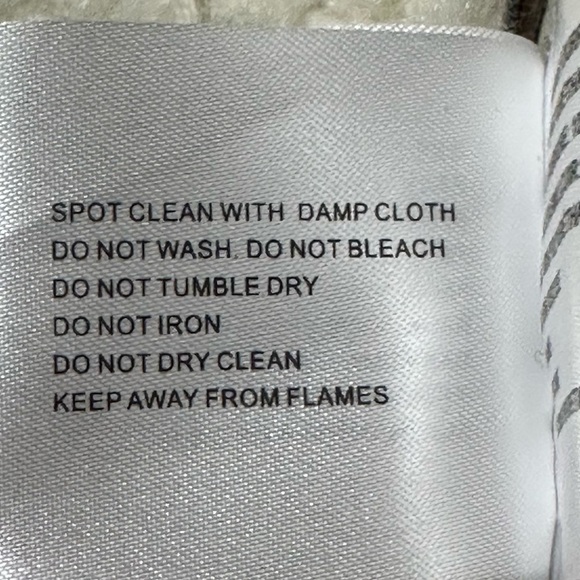 SPOT CLEAN WITH DAMP CLOTH
DO NOT WASH. DO NOT BLEACH
DO NOT TUMBLE DRY
DO NOT IRON
DO NOT DRY CLEAN
KEEP AWAY FROM FLAMES